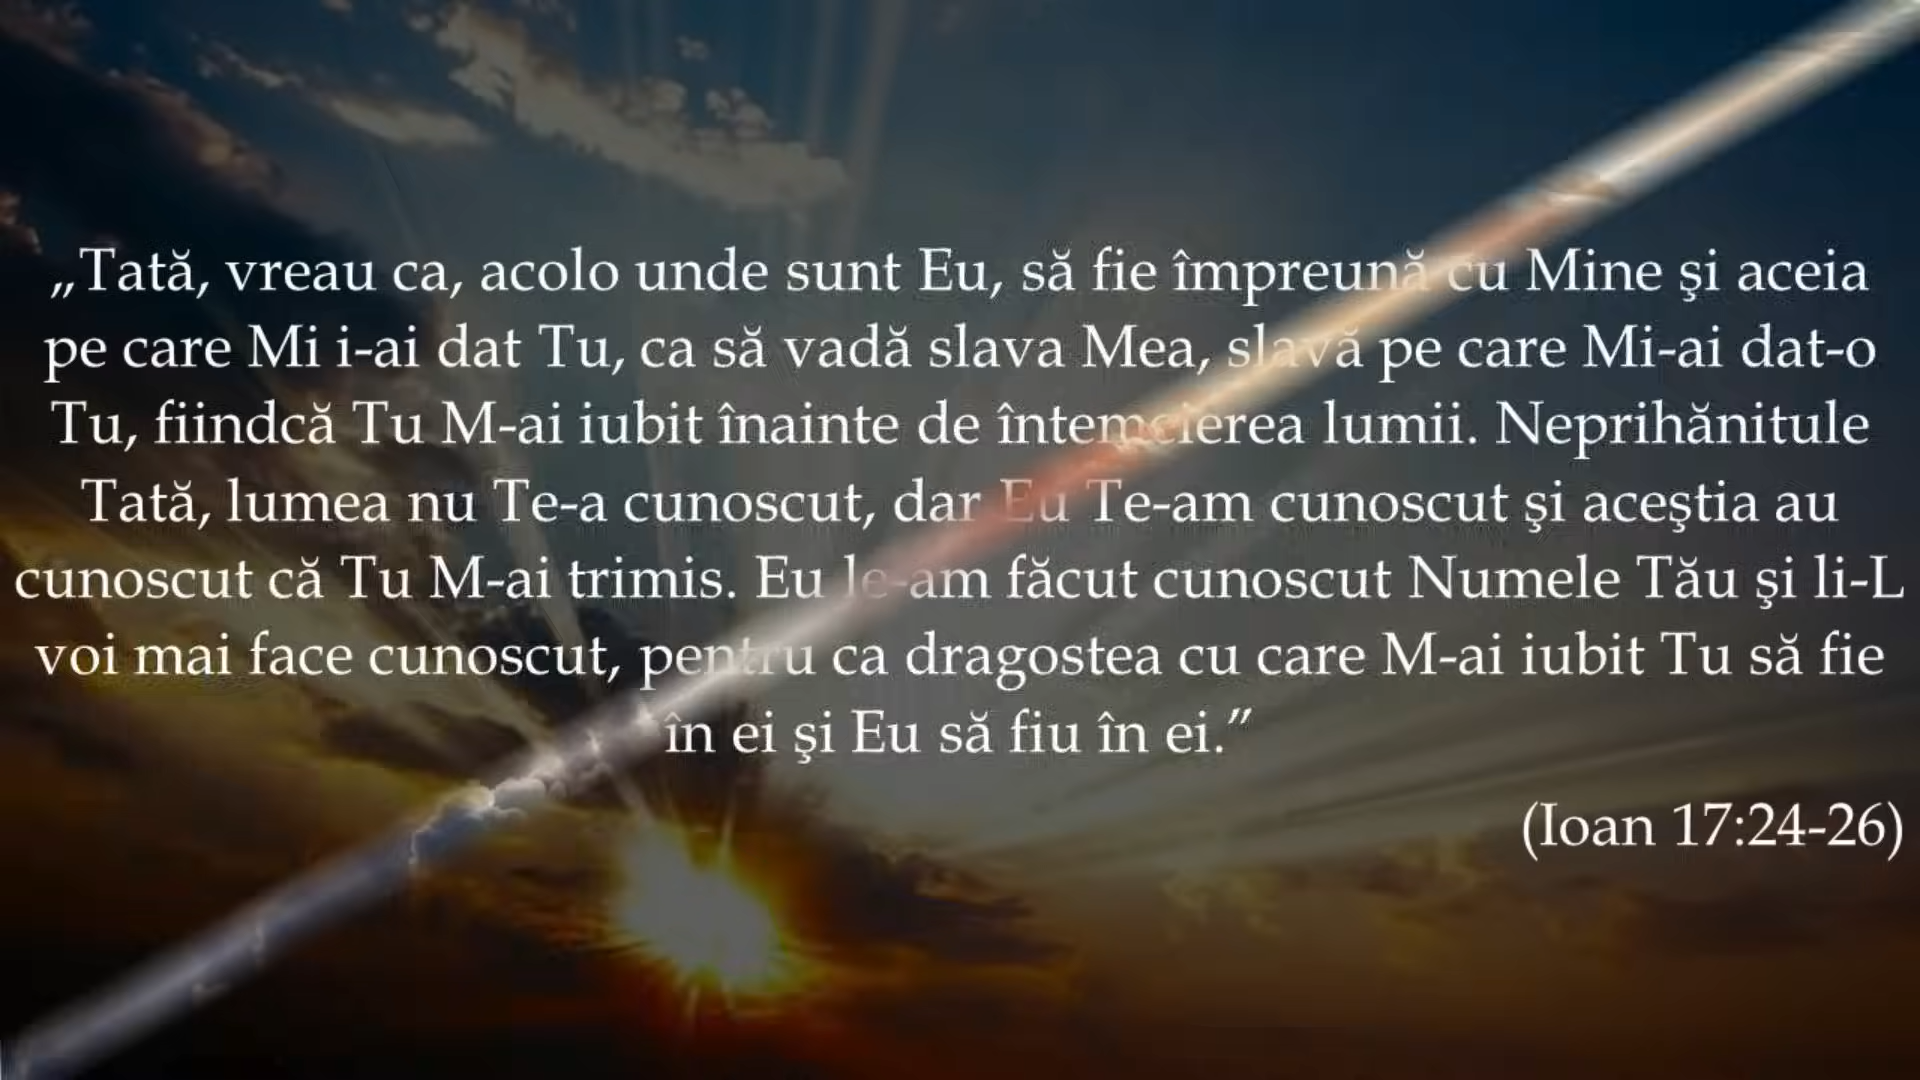 „Tată, vreau ca, acolo unde sunt Eu, să fie împreună cu Mine şi aceia
pe care Mi i-ai dat Tu, ca să vadă slava Mea, slavă pe care Mi-ai dat-o
Tu, fiindcă Tu M-ai iubit înainte de întemeierea lumii. Neprihănitule
Tată, lumea nu Te-a cunoscut, dar Eu Te-am cunoscut şi aceştia au
cunoscut că Tu M-ai trimis. Eu le-am făcut cunoscut Numele Tău şi li-L
voi mai face cunoscut, pentru ca dragostea cu care M-ai iubit Tu să fie
în ei şi Eu să fiu în ei.”
(Ioan 17:24-26)